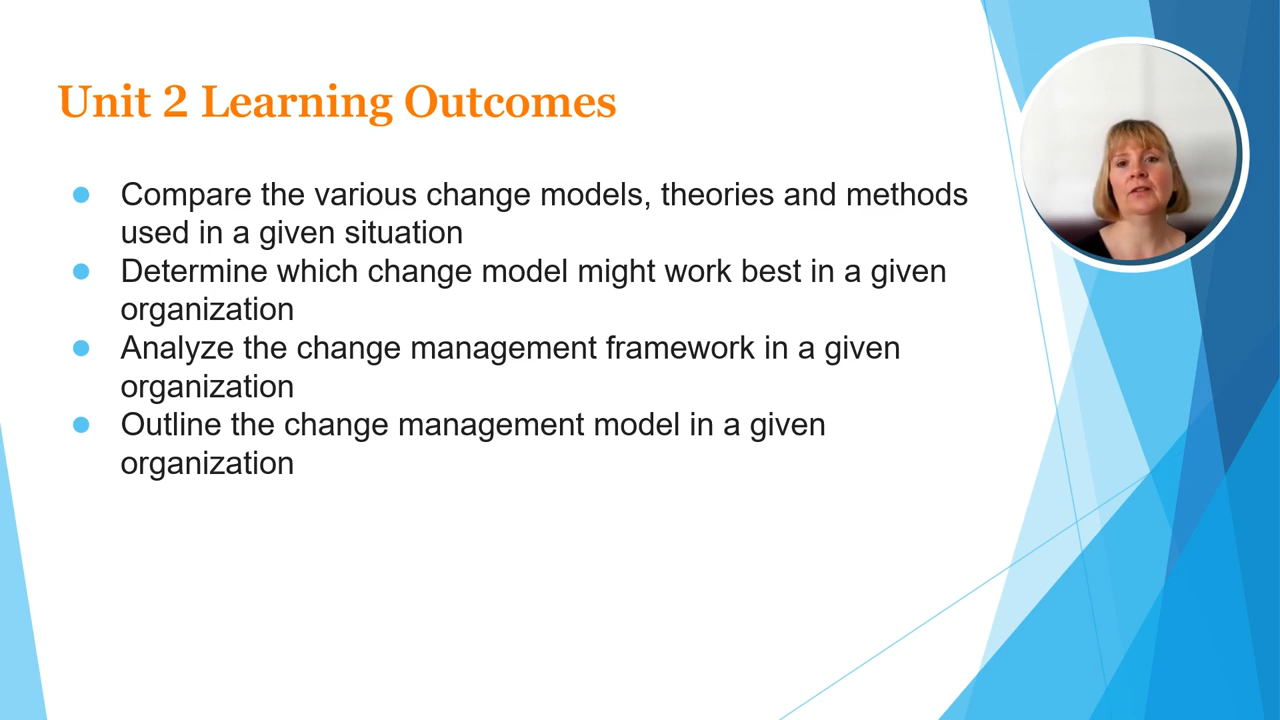 Unit 2 Learning Outcomes
Compare the various change models, theories and methods
used in a given situation
Determine which change model might work best in a given
organization
Analyze the change management framework in a given
organization
Outline the change management model in a given
organization